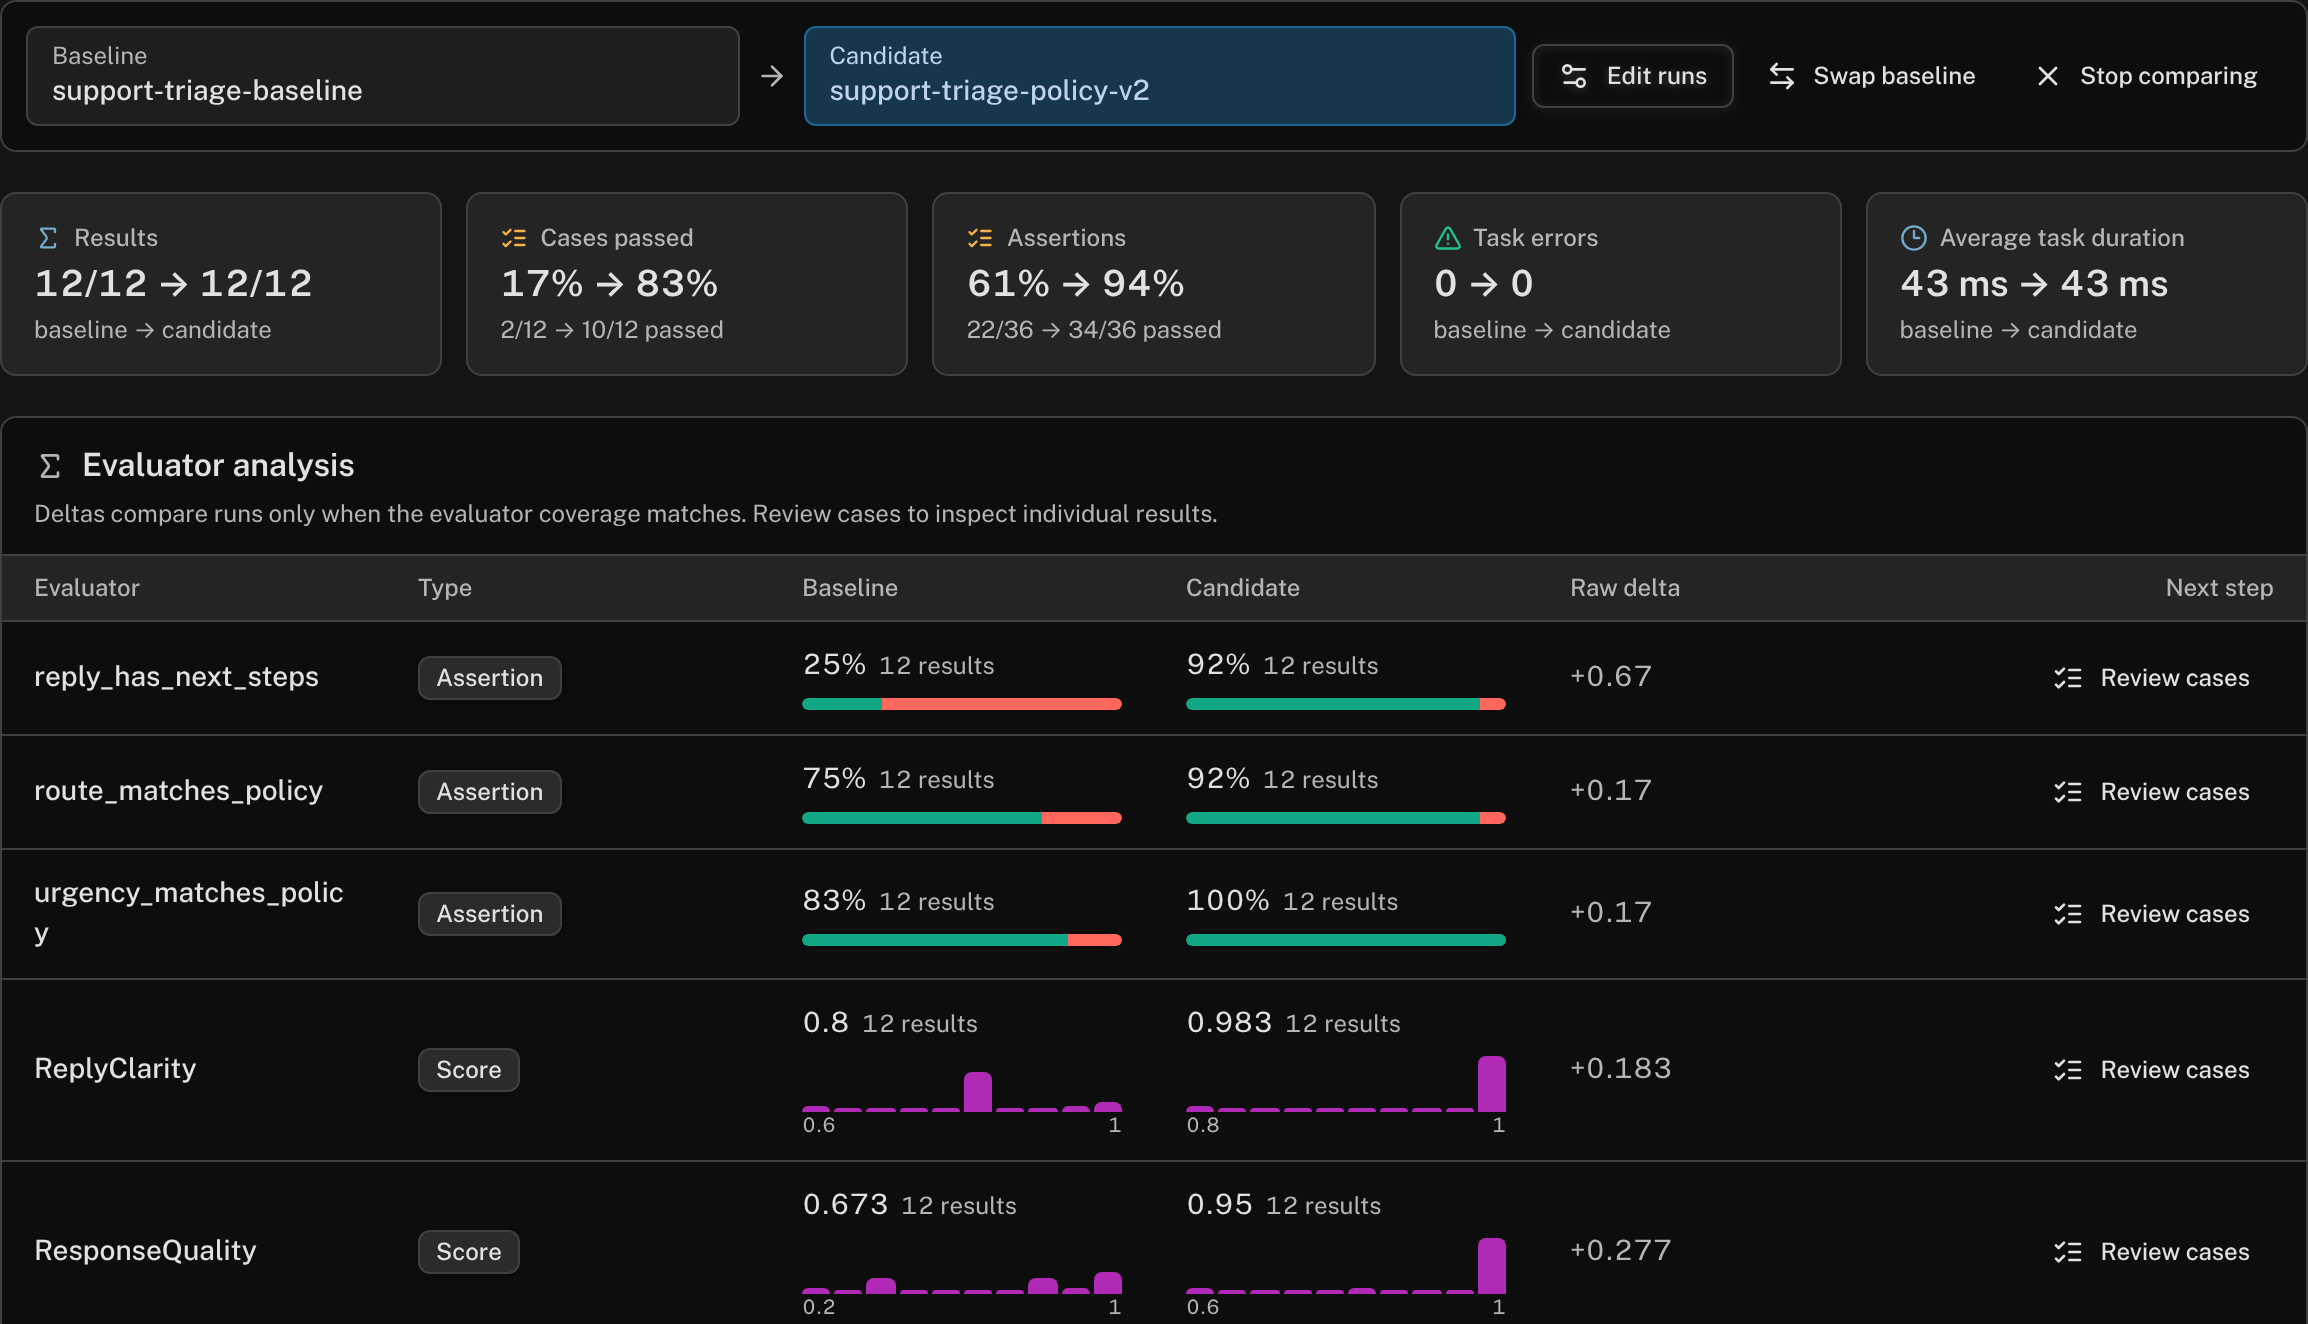 Baseline
support-triage-baseline
→
Candidate
support-triage-policy-v2
Edit runs
Swap baseline
Stop comparing
Results
12/12 → 12/12
baseline → candidate
Cases passed
17% → 83%
2/12 → 10/12 passed
Assertions
61% → 94%
22/36 → 34/36 passed
Task errors
0 → 0
baseline → candidate
Average task duration
43 ms → 43 ms
baseline → candidate
Evaluator analysis
Deltas compare runs only when the evaluator coverage matches. Review cases to inspect individual results.
Evaluator Type Baseline Candidate Raw delta Next step
reply_has_next_steps Assertion 25% 12 results 92% 12 results +0.67 Review cases
route_matches_policy Assertion 75% 12 results 92% 12 results +0.17 Review cases
urgency_matches_polic
y
Assertion 83% 12 results 100% 12 results +0.17 Review cases
ReplyClarity Score 0.8 12 results 0.983 12 results +0.183 Review cases
0.6 1 0.8 1
ResponseQuality Score 0.673 12 results 0.95 12 results +0.277 Review cases
0.2 1 0.6 1